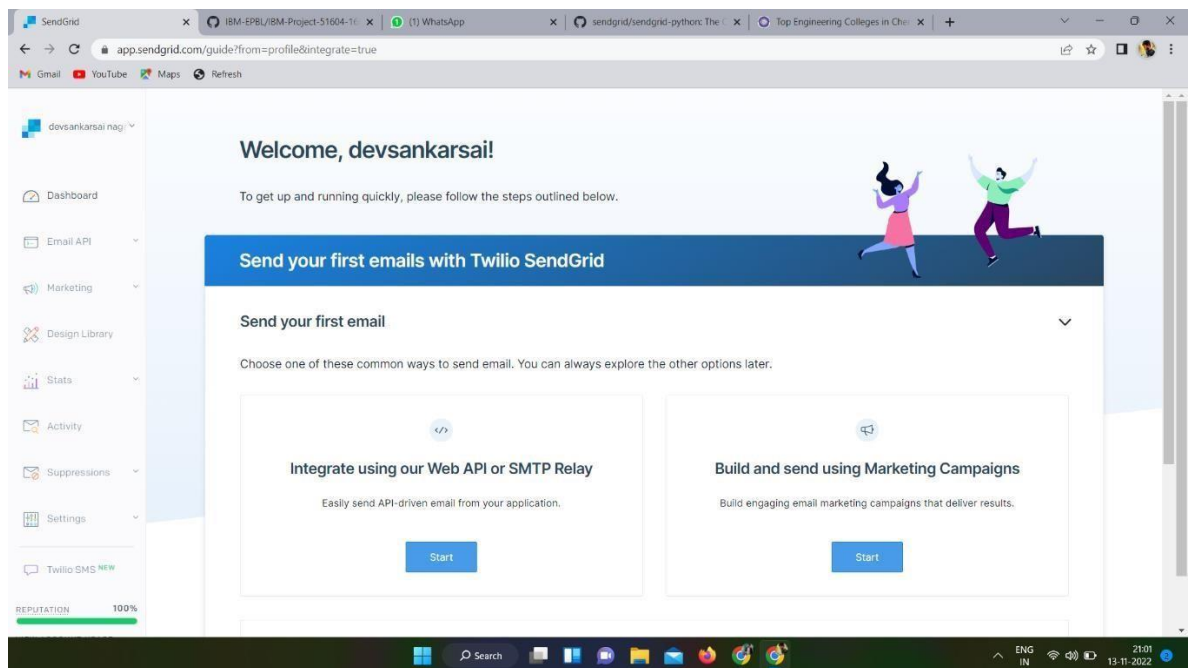 SendGrid
IBM-EPBL/IBM-Project-51604-16
(1) WhatsApp
sendgrid/sendgrid-python: The
Top Engineering Colleges in Che
app.sendgrid.com/guide?from=profile&integrate=true
Gmail
YouTube
Maps
Refresh
devsankarsai nag
Dashboard
Email API
Marketing
Design Library
Stats
Activity
Suppressions
Settings
Twilio SMS NEW
REPUTATION 100%
Welcome, devsankarsai!
To get up and running quickly, please follow the steps outlined below.
Send your first emails with Twilio SendGrid
Send your first email
Choose one of these common ways to send email. You can always explore the other options later.
Integrate using our Web API or SMTP Relay
Easily send API-driven email from your application.
Start
Build and send using Marketing Campaigns
Build engaging email marketing campaigns that deliver results.
Start
Search
ENG
IN
21:01
13-11-2022
2